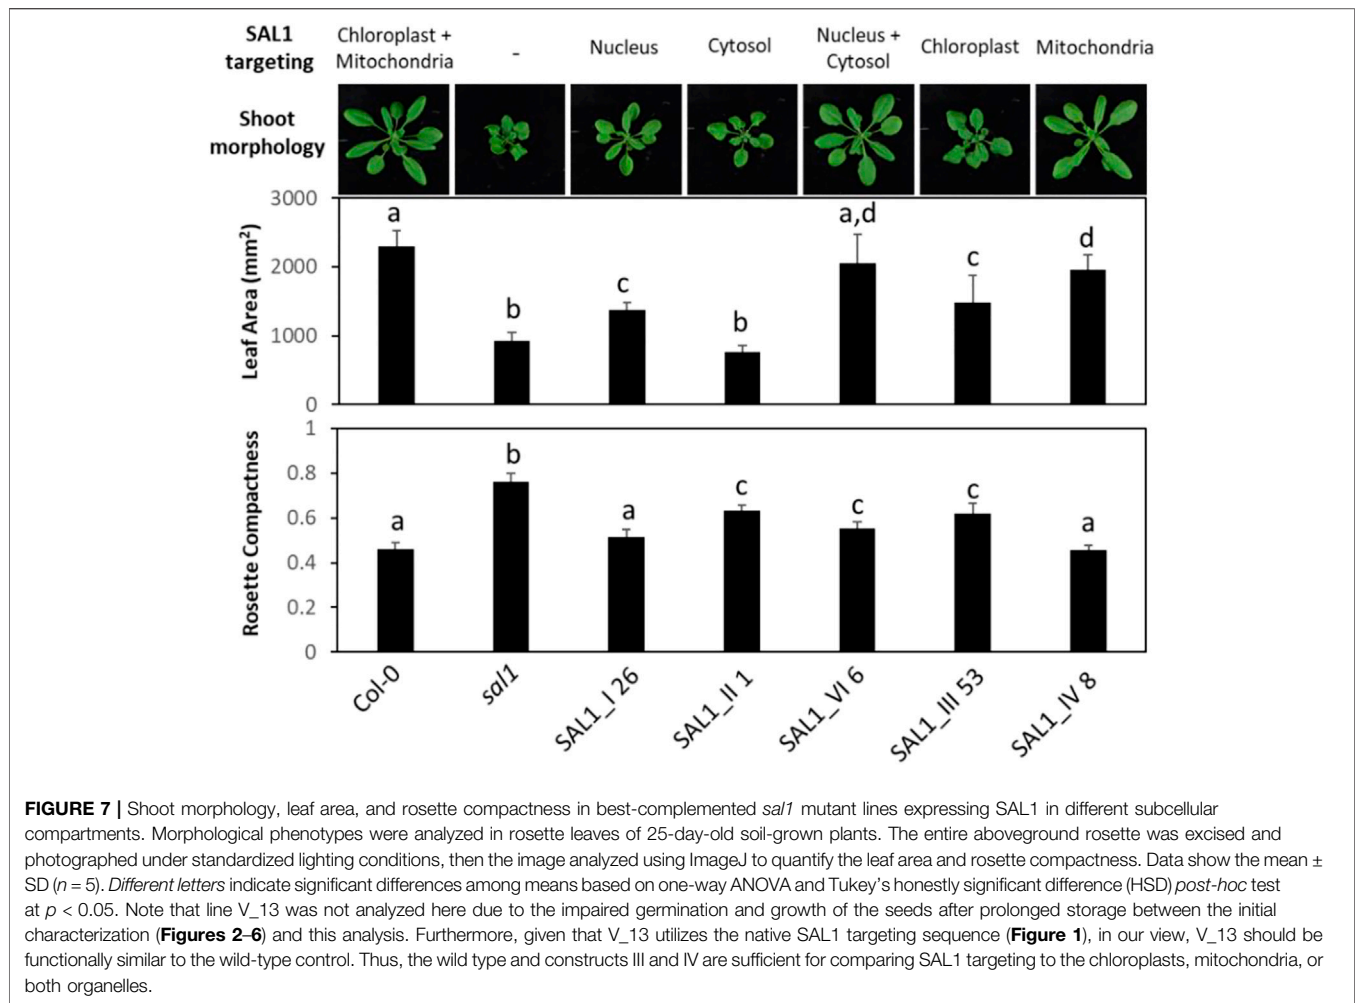 SAL1 targeting
Chloroplast + Mitochondria
-
Nucleus
Cytosol
Nucleus + Cytosol
Chloroplast
Mitochondria
Shoot morphology
Leaf Area (mm²)
3000
2000
1000
0
a
b
c
b
a,d
c
d
Rosette Compactness
1
0.8
0.6
0.4
0.2
0
a
b
a
c
c
c
a
Col-0
sal1
SAL1_I 26
SAL1_II 1
SAL1_VI 6
SAL1_III 53
SAL1_IV 8
FIGURE 7 | Shoot morphology, leaf area, and rosette compactness in best-complemented sal1 mutant lines expressing SAL1 in different subcellular
compartments. Morphological phenotypes were analyzed in rosette leaves of 25-day-old soil-grown plants. The entire aboveground rosette was excised and
photographed under standardized lighting conditions, then the image analyzed using ImageJ to quantify the leaf area and rosette compactness. Data show the mean ±
SD (n = 5). Different letters indicate significant differences among means based on one-way ANOVA and Tukey's honestly significant difference (HSD) post-hoc test
at p < 0.05. Note that line V_13 was not analyzed here due to the impaired germination and growth of the seeds after prolonged storage between the initial
characterization (Figures 2–6) and this analysis. Furthermore, given that V_13 utilizes the native SAL1 targeting sequence (Figure 1), in our view, V_13 should be
functionally similar to the wild-type control. Thus, the wild type and constructs III and IV are sufficient for comparing SAL1 targeting to the chloroplasts, mitochondria, or
both organelles.